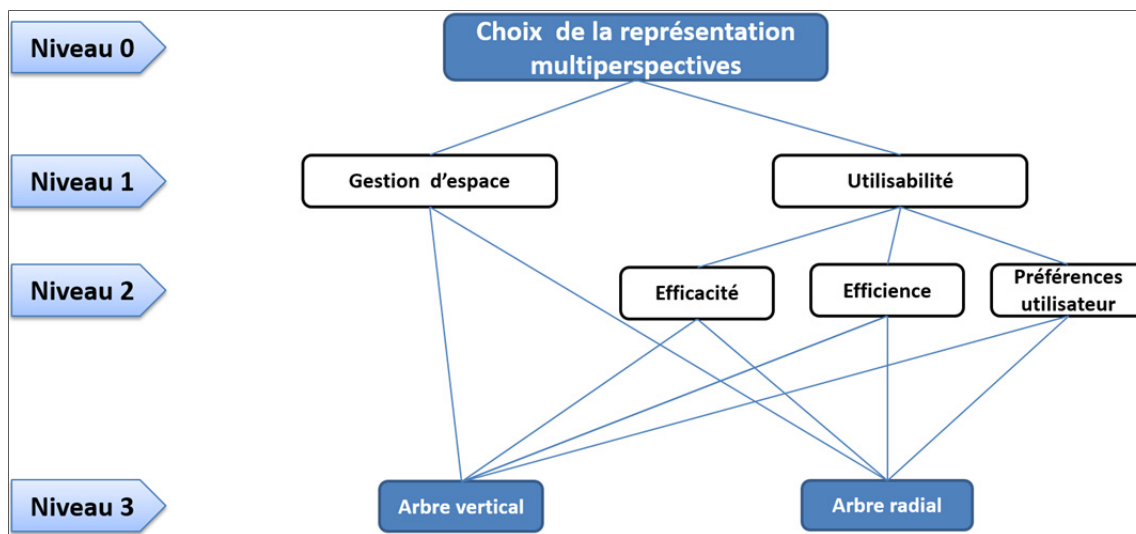 Niveau 0
Choix de la représentation
multiperspectives
Niveau 1
Gestion d'espace
Utilisabilité
Niveau 2
Efficacité
Efficience
Préférences
utilisateur
Niveau 3
Arbre vertical
Arbre radial